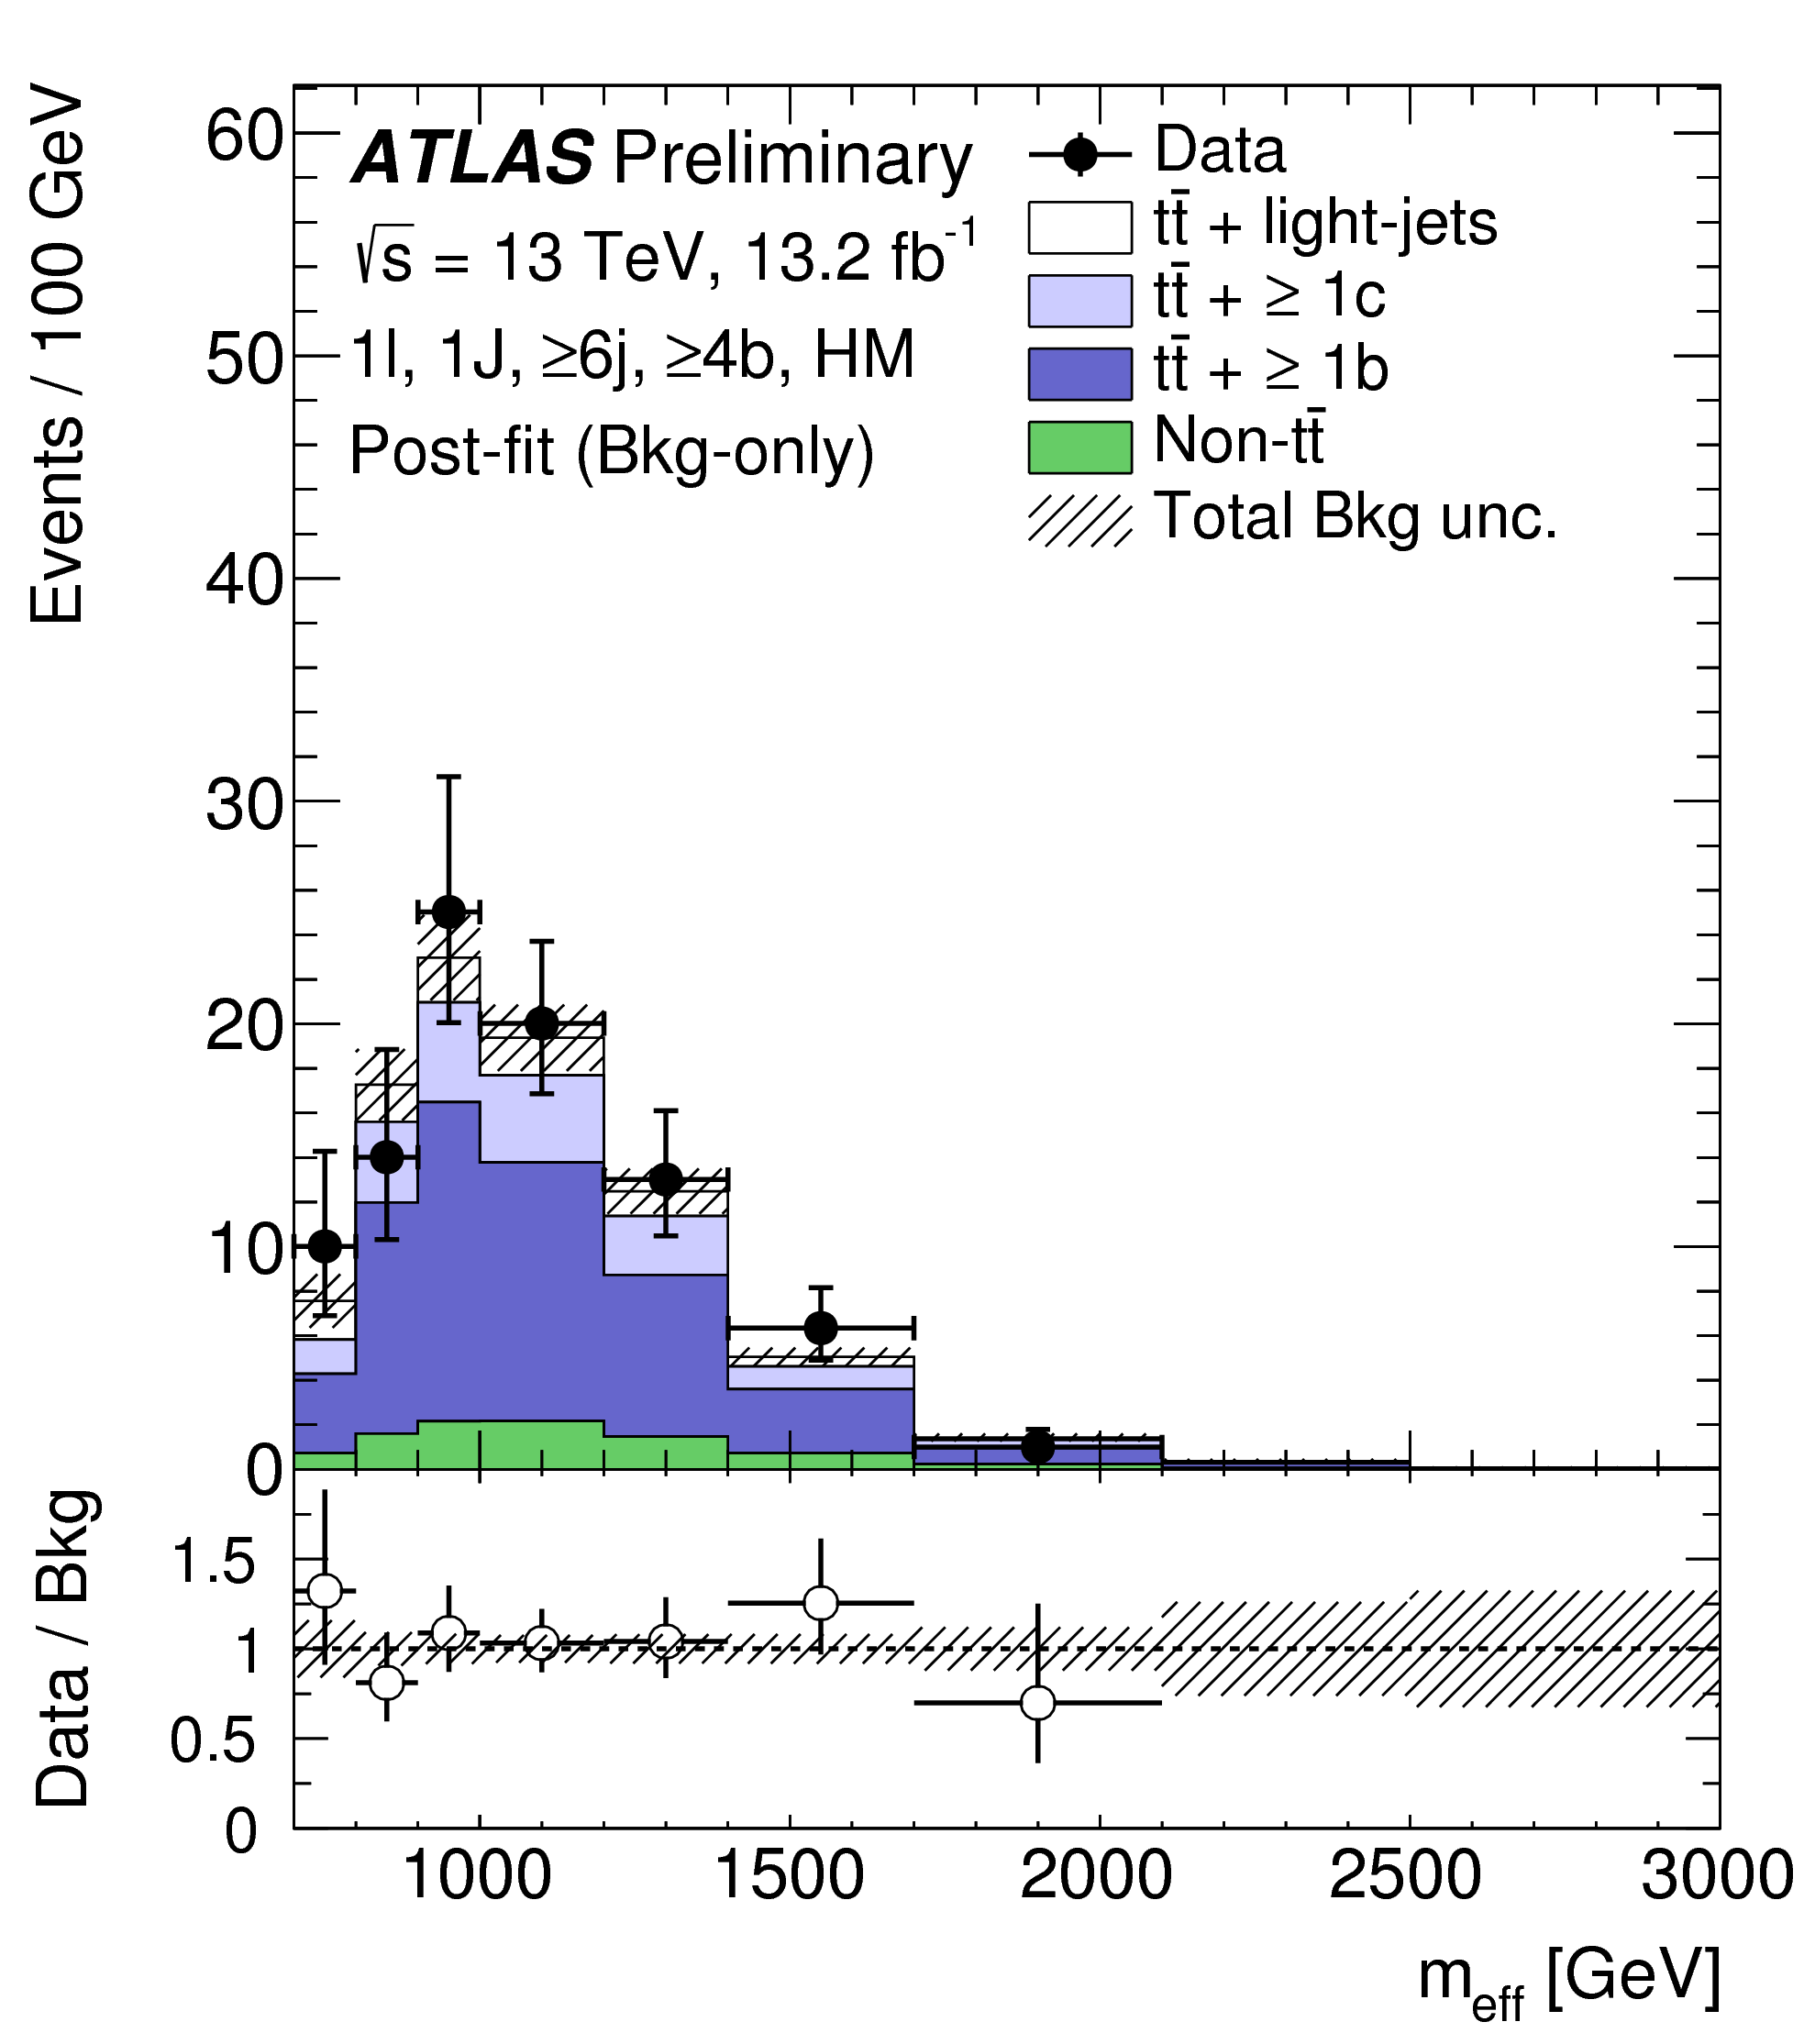 Events / 100 GeV
60
50
40
30
20
10
0
ATLAS Preliminary
√s = 13 TeV, 13.2 fb⁻¹
1l, 1J, ≥6j, ≥4b, HM
Post-fit (Bkg-only)
Data
tt̄ + light-jets
tt̄ + ≥ 1c
tt̄ + ≥ 1b
Non-tt̄
Total Bkg unc.
Data / Bkg
1.5
1
0.5
0
1000 1500 2000 2500 3000
m_eff [GeV]